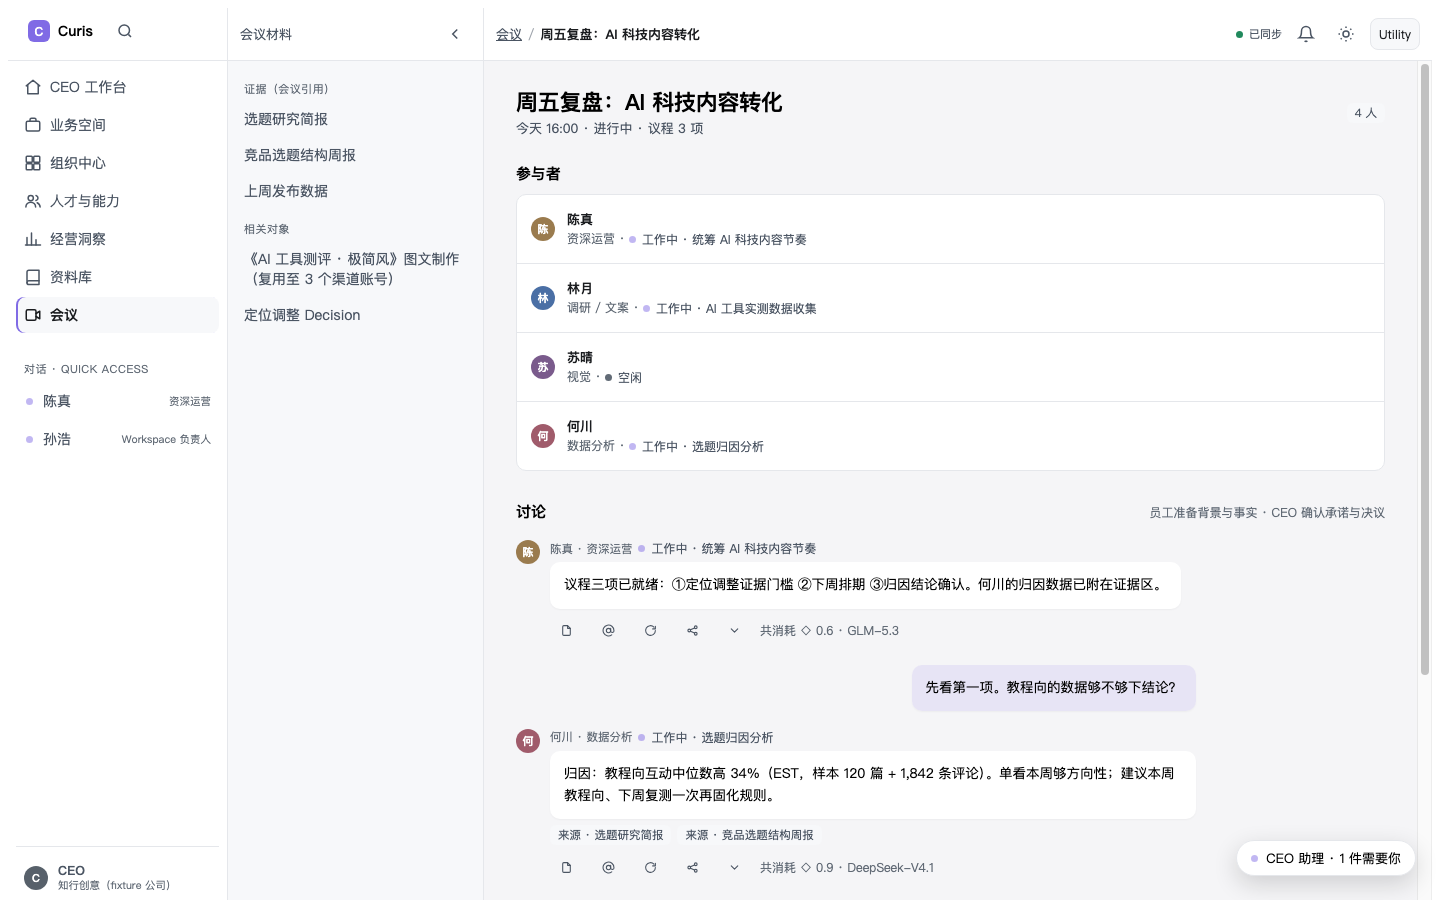 C Curis
CEO 工作台
业务空间
组织中心
人才与能力
经营洞察
资料库
会议
对话 · QUICK ACCESS
陈真 资深运营
孙浩 Workspace 负责人
C CEO
知行创意（fixture 公司）
会议材料
证据（会议引用）
选题研究简报
竞品选题结构周报
上周发布数据
相关对象
《AI 工具测评 · 极简风》图文制作
（复用至 3 个渠道账号）
定位调整 Decision
会议 / 周五复盘：AI 科技内容转化
已同步 Utility
周五复盘：AI 科技内容转化
今天 16:00 · 进行中 · 议程 3 项
4 人
参与者
陈 陈真
资深运营 · 工作中 · 统筹 AI 科技内容节奏
林 林月
调研 / 文案 · 工作中 · AI 工具实测数据收集
苏 苏晴
视觉 · 空闲
何 何川
数据分析 · 工作中 · 选题归因分析
讨论 员工准备背景与事实 · CEO 确认承诺与决议
陈 陈真 · 资深运营 工作中 · 统筹 AI 科技内容节奏
议程三项已就绪：①定位调整证据门槛 ②下周排期 ③归因结论确认。何川的归因数据已附在证据区。
共消耗 ◇ 0.6 · GLM-5.3
先看第一项。教程向的数据够不够下结论？
何 何川 · 数据分析 工作中 · 选题归因分析
归因：教程向互动中位数高 34%（EST，样本 120 篇 + 1,842 条评论）。单看本周够方向性；建议本周
教程向、下周复测一次再固化规则。
来源 · 选题研究简报 来源 · 竞品选题结构周报
共消耗 ◇ 0.9 · DeepSeek-V4.1
CEO 助理 · 1 件需要你